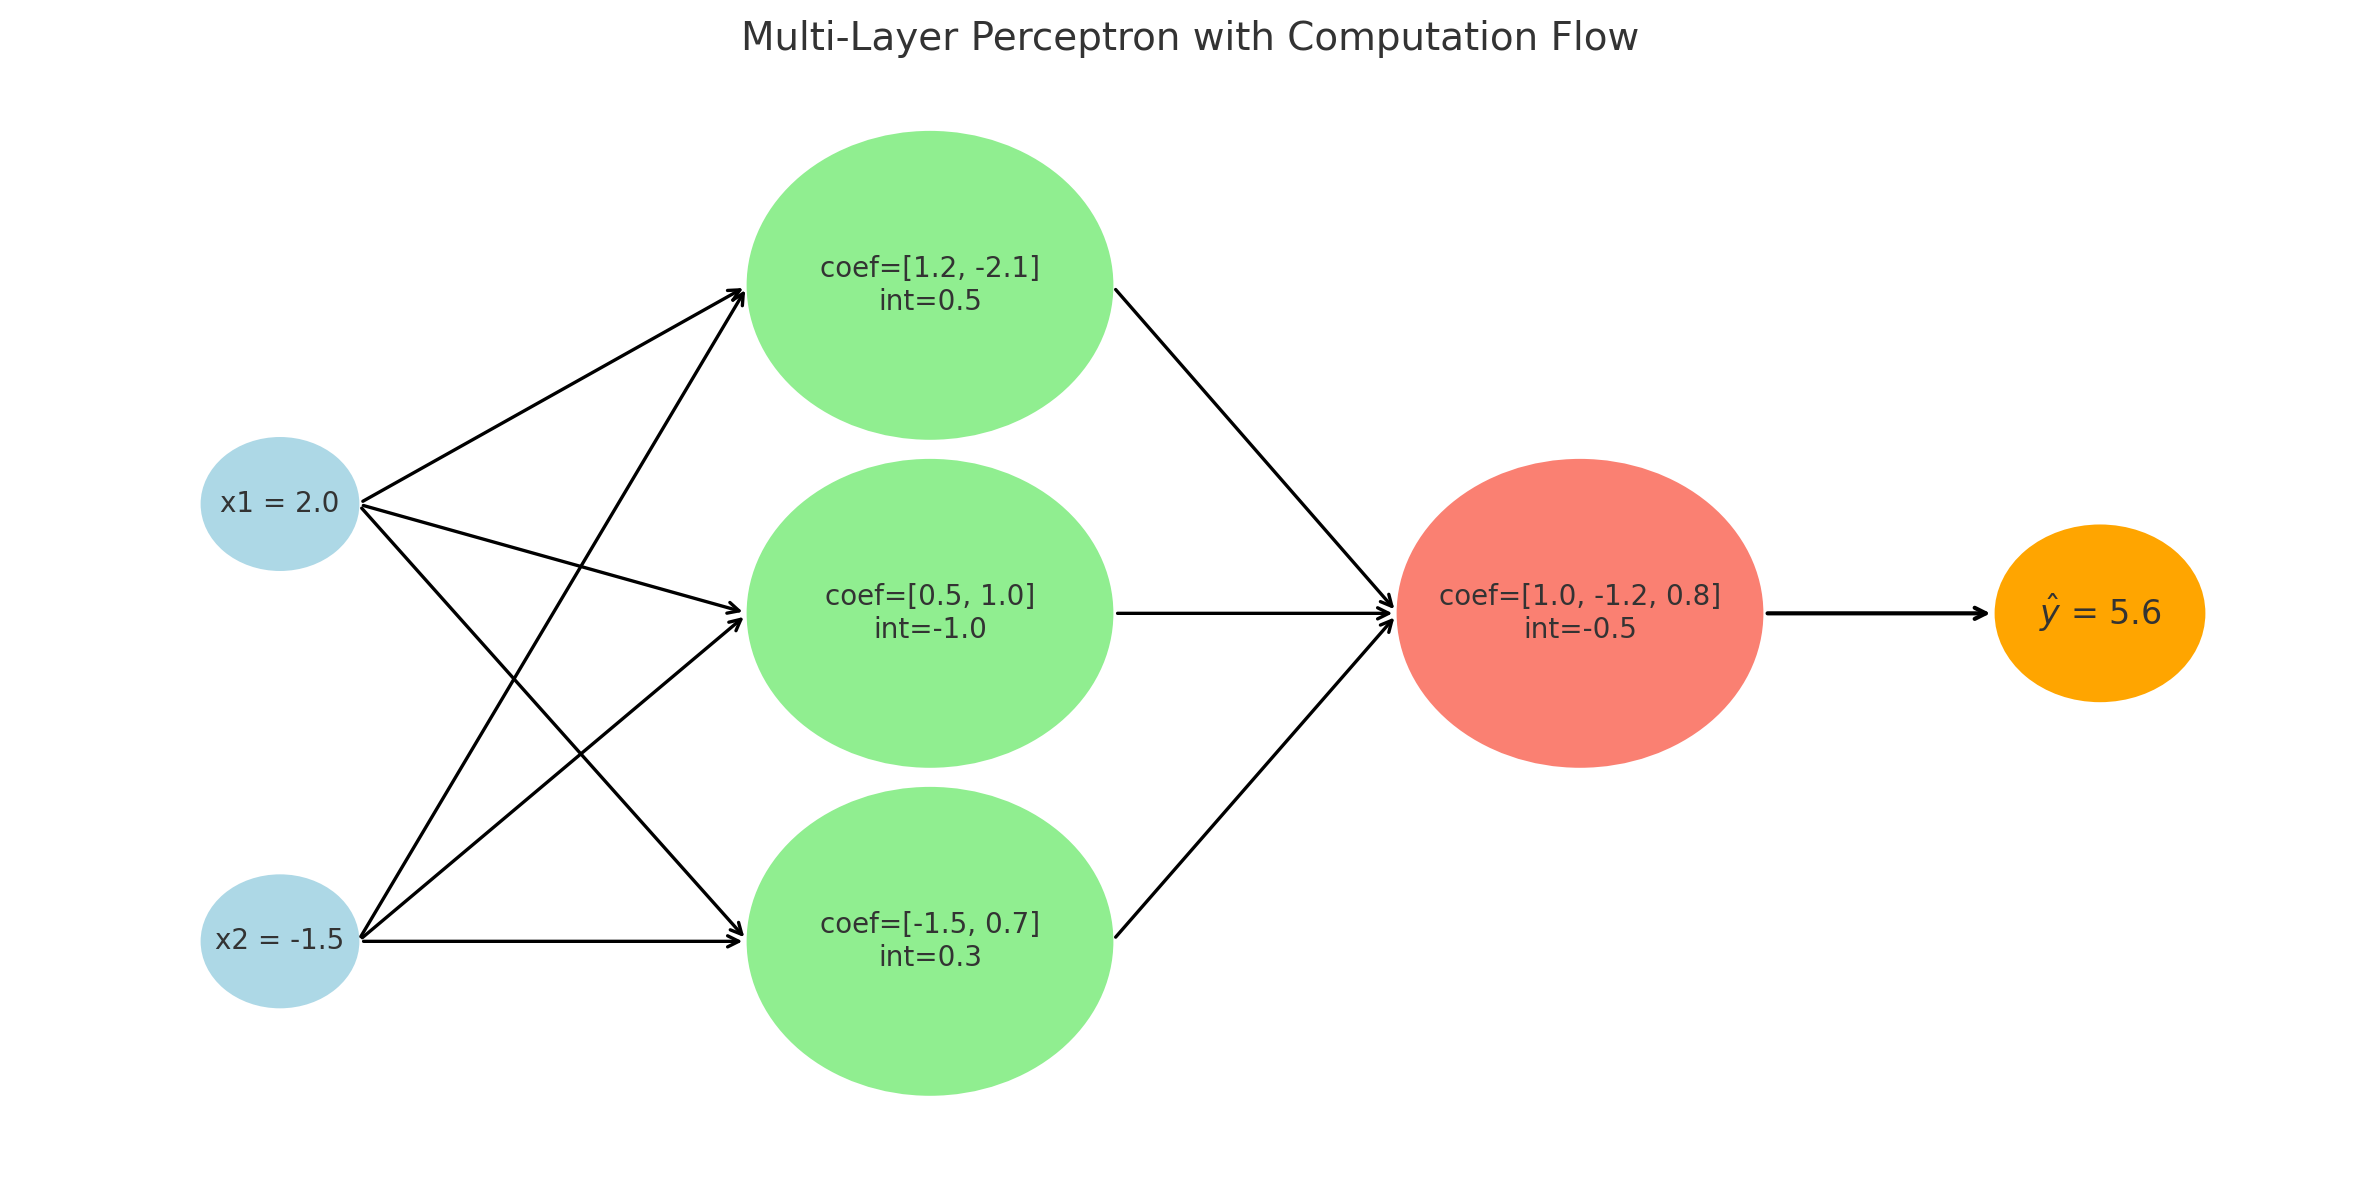 Multi-Layer Perceptron with Computation Flow
coef=[1.2, -2.1]
int=0.5
x1 = 2.0
coef=[0.5, 1.0]
int=-1.0
coef=[1.0, -1.2, 0.8]
int=-0.5
ŷ = 5.6
x2 = -1.5
coef=[-1.5, 0.7]
int=0.3